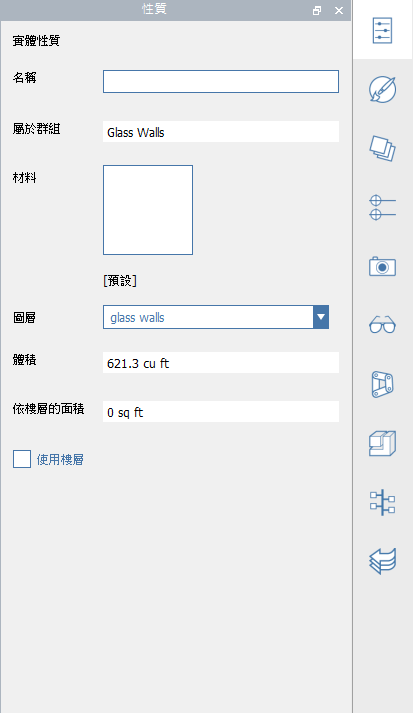 性質
實體性質
名稱
屬於群組
Glass Walls
材料
[預設]
圖層
glass walls
體積
621.3 cu ft
依樓層的面積
0 sq ft
使用樓層